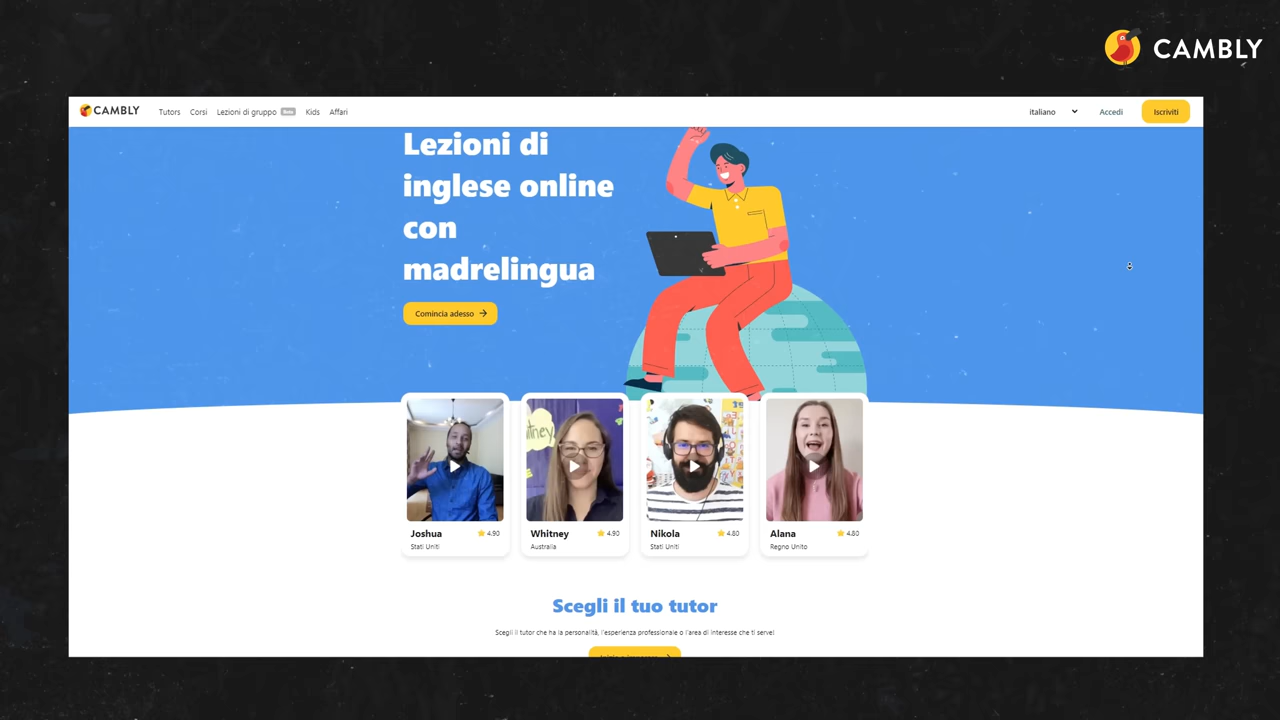 CAMBLY
CAMBLY
Tutors Corsi Lezioni di gruppo Beta Kids Affari
italiano Accedi Iscriviti
Lezioni di
inglese online
con
madrelingua
Comincia adesso
Joshua 4.90
Stati Uniti
Whitney 4.90
Australia
Nikola 4.80
Stati Uniti
Alana 4.80
Regno Unito
Scegli il tuo tutor
Scegli il tutor che ha la personalità, l'esperienza professionale o l'area di interesse che ti serve!